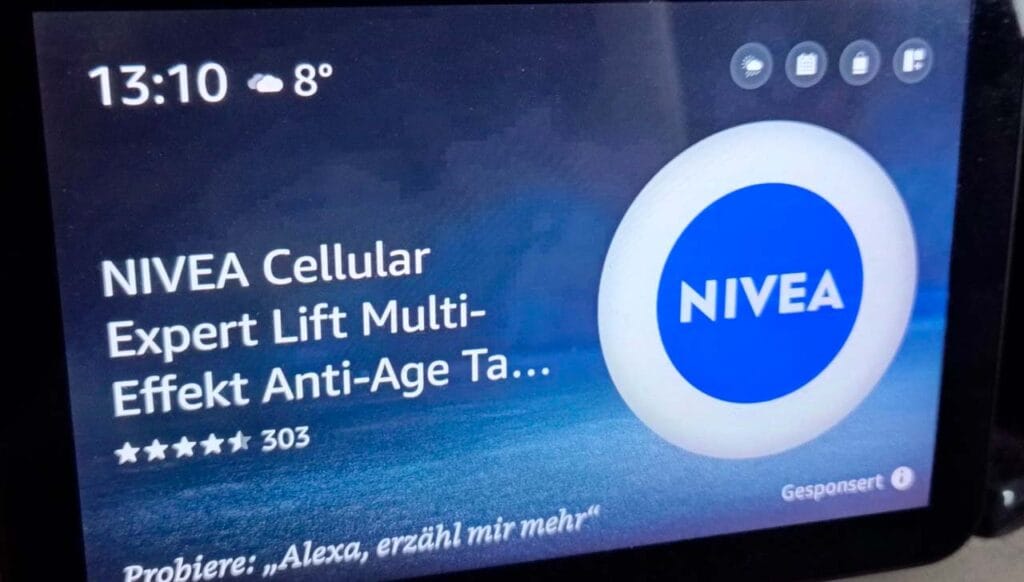 13:10 8°
NIVEA Cellular
Expert Lift Multi-
Effekt Anti-Age Ta...
303
NIVEA
Gesponsert
Probiere: „Alexa, erzähl mir mehr“